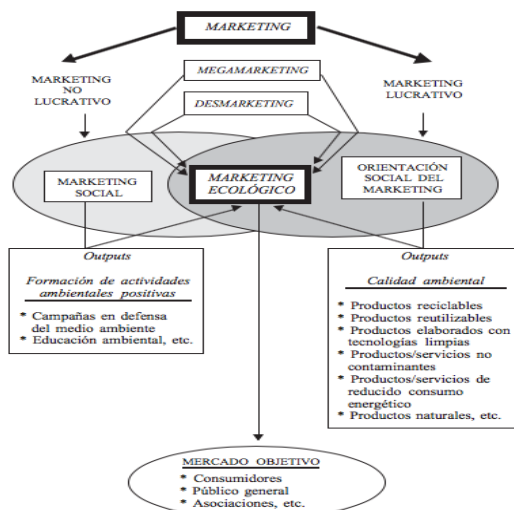 MARKETING
MARKETING
NO
LUCRATIVO
MEGAMARKETING
DESMARKETING
MARKETING
LUCRATIVO
MARKETING
SOCIAL
MARKETING
ECOLÓGICO
ORIENTACIÓN
SOCIAL DEL
MARKETING
Outputs
Formación de actividades
ambientales positivas
* Campañas en defensa
del medio ambiente
* Educación ambiental, etc.
Outputs
Calidad ambiental
* Productos reciclables
* Productos reutilizables
* Productos elaborados con
tecnologías limpias
* Productos/servicios no
contaminantes
* Productos/servicios de
reducido consumo
energético
* Productos naturales, etc.
MERCADO OBJETIVO
* Consumidores
* Público general
* Asociaciones, etc.